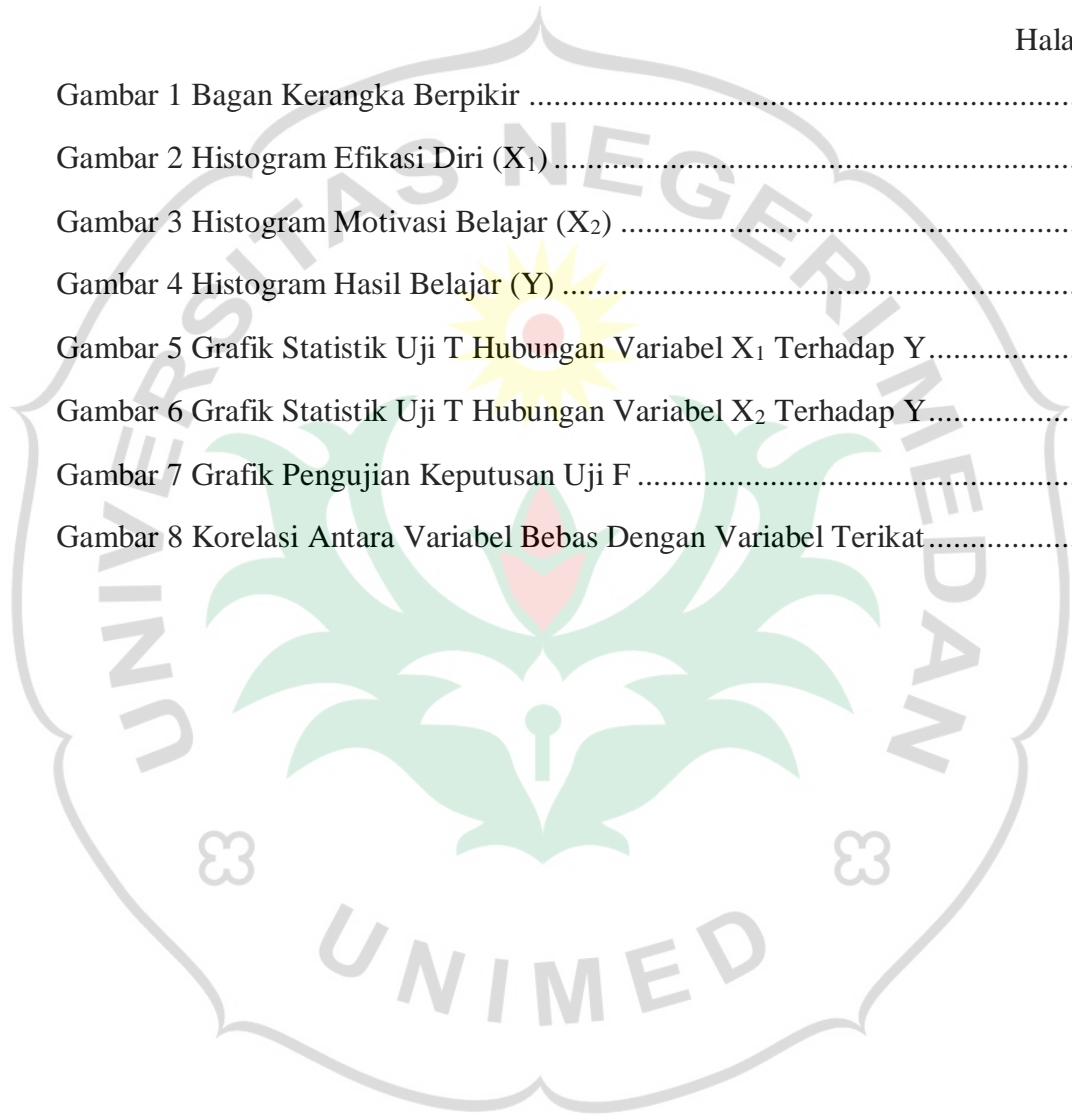 Hala
Gambar 1 Bagan Kerangka Berpikir ....................................................................
Gambar 2 Histogram Efikasi Diri (X₁) ................................................................
Gambar 3 Histogram Motivasi Belajar (X₂) ........................................................
Gambar 4 Histogram Hasil Belajar (Y) ...............................................................
Gambar 5 Grafik Statistik Uji T Hubungan Variabel X₁ Terhadap Y..................
Gambar 6 Grafik Statistik Uji T Hubungan Variabel X₂ Terhadap Y..................
Gambar 7 Grafik Pengujian Keputusan Uji F ......................................................
Gambar 8 Korelasi Antara Variabel Bebas Dengan Variabel Terikat..................
UNIVERSITAS NEGERI MEDAN
UNIMED